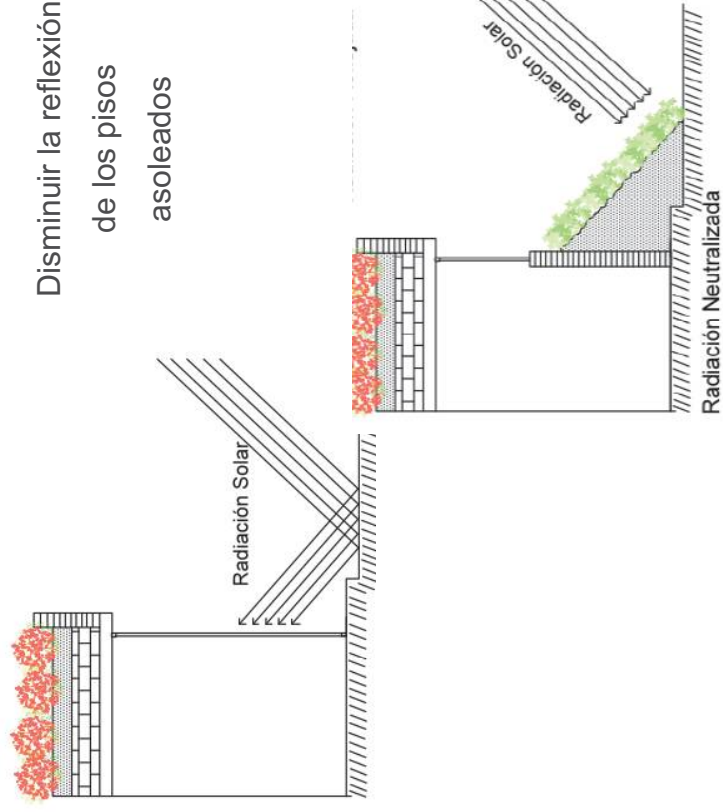 Disminuir la reflexión
de los pisos
asoleados
Radiación Solar
Radiación Solar
Radiación Neutralizada